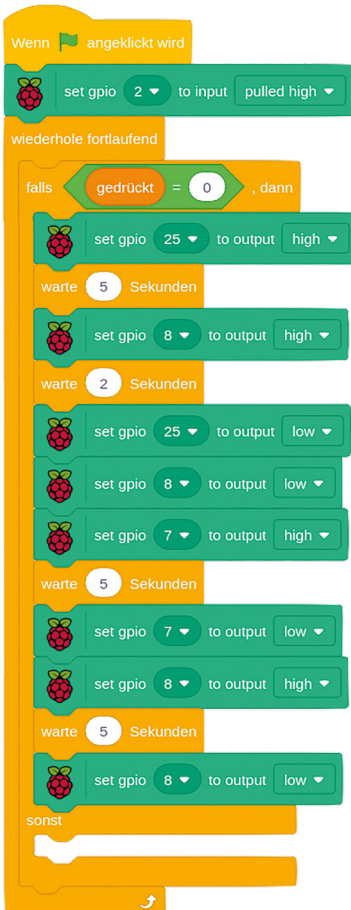 Wenn angeklickt wird
set gpio 2 to input pulled high
wiederhole fortlaufend
falls gedrückt = 0 , dann
set gpio 25 to output high
warte 5 Sekunden
set gpio 8 to output high
warte 2 Sekunden
set gpio 25 to output low
set gpio 8 to output low
set gpio 7 to output high
warte 5 Sekunden
set gpio 7 to output low
set gpio 8 to output high
warte 5 Sekunden
set gpio 8 to output low
sonst